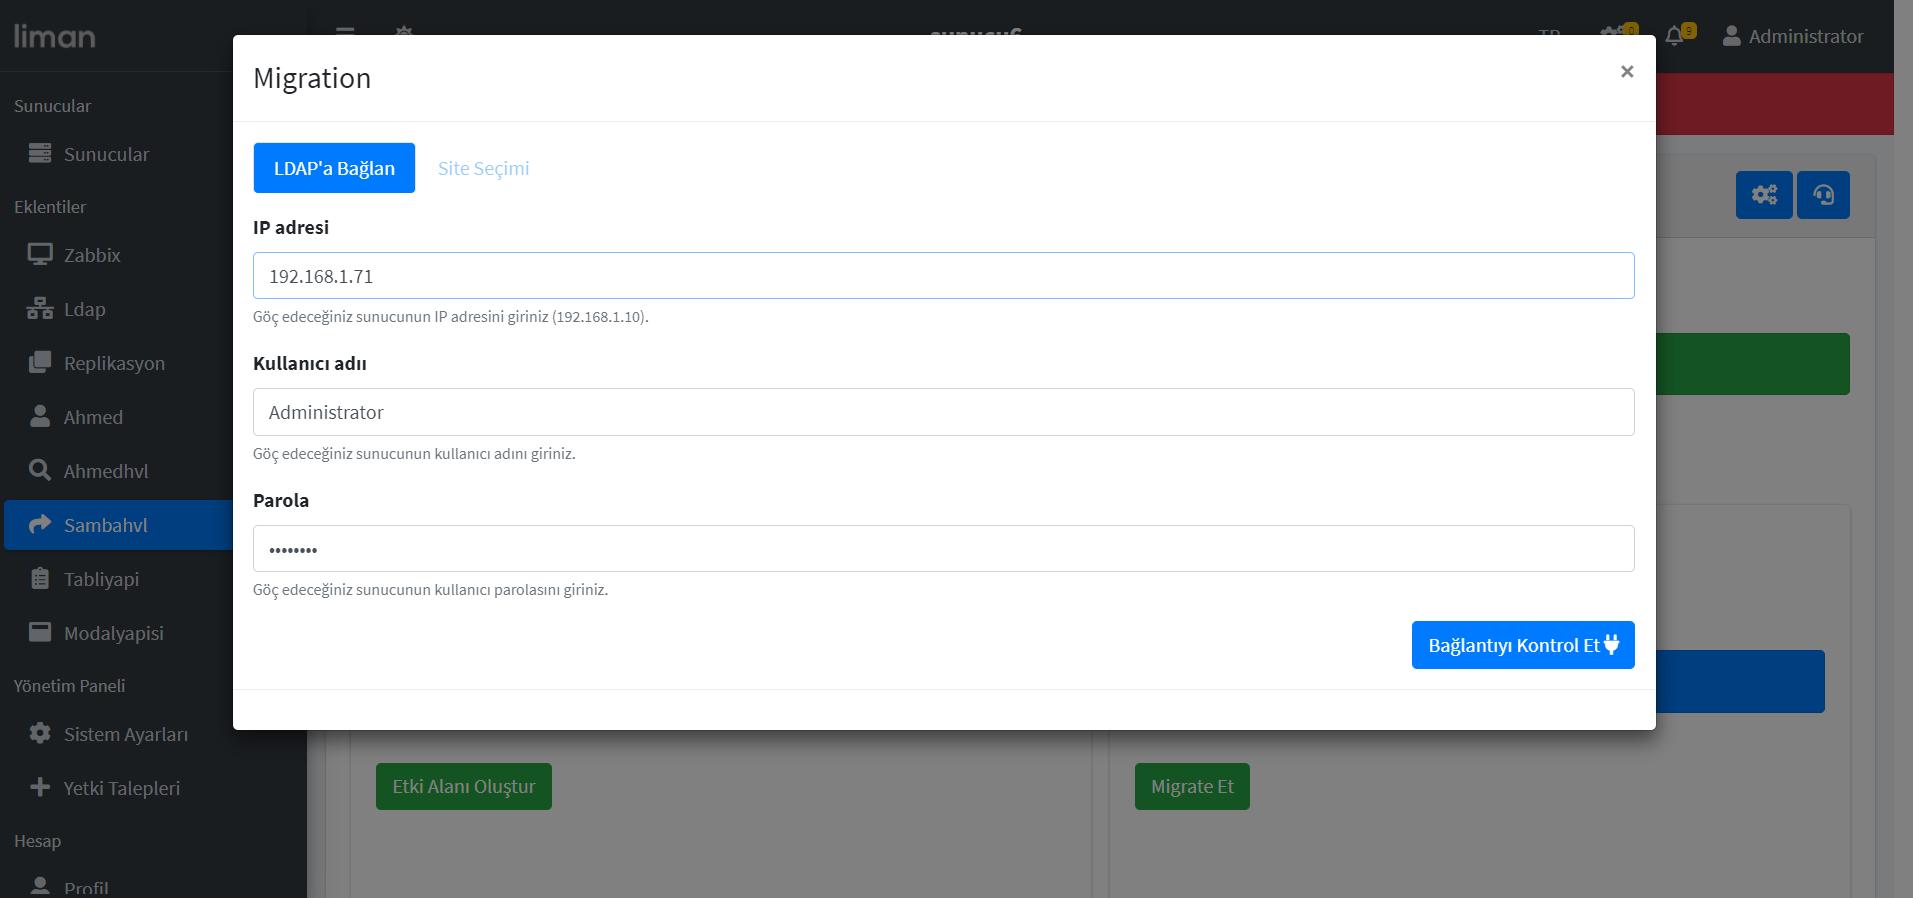 liman
TR
0
9
Administrator
Sunucular
Sunucular
Eklentiler
Zabbix
Ldap
Replikasyon
Ahmed
Ahmedhvl
Sambahvl
Tabliyapi
Modalyapisi
Yönetim Paneli
Sistem Ayarları
Yetki Talepleri
Hesap
Profil
Migration
×
LDAP'a Bağlan
Site Seçimi
IP adresi
192.168.1.71
Göç edeceğiniz sunucunun IP adresini giriniz (192.168.1.10).
Kullanıcı adıı
Administrator
Göç edeceğiniz sunucunun kullanıcı adını giriniz.
Parola
••••••••
Göç edeceğiniz sunucunun kullanıcı parolasını giriniz.
Bağlantıyı Kontrol Et
Etki Alanı Oluştur
Migrate Et